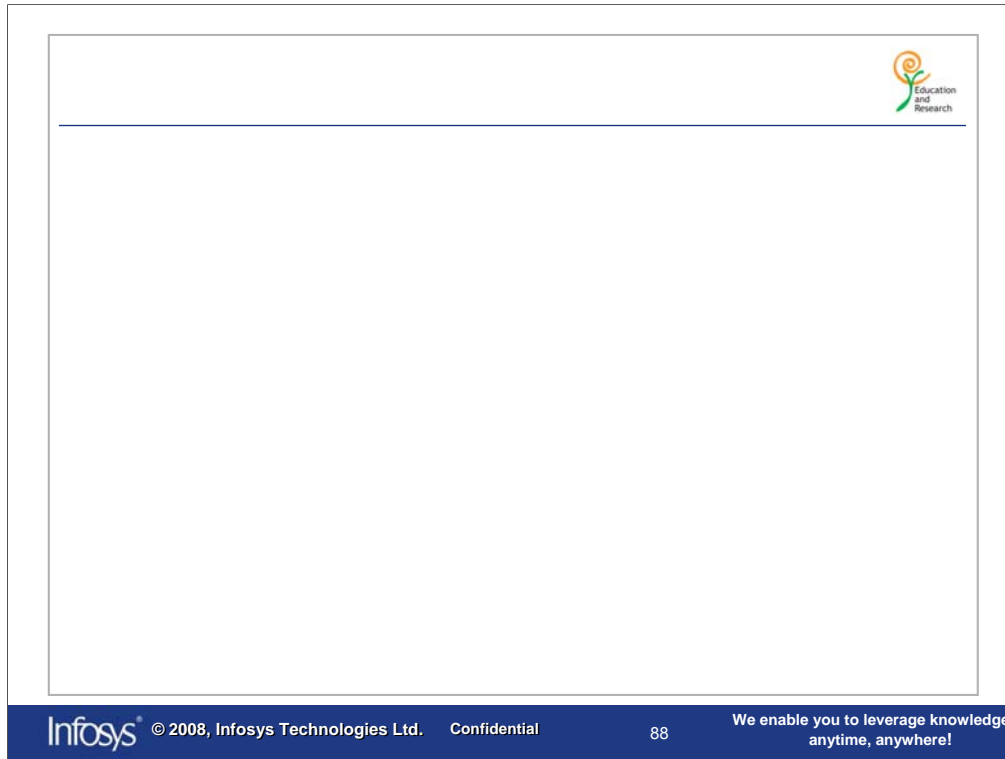 Education
and
Research
Infosys® © 2008, Infosys Technologies Ltd. Confidential 88
We enable you to leverage knowledge
anytime, anywhere!